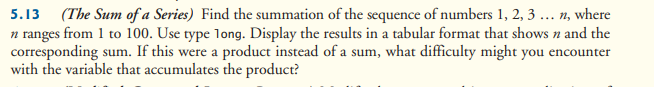 5.13 (The Sum of a Series) Find the summation of the sequence of numbers 1, 2, 3 … n, where
n ranges from 1 to 100. Use type long. Display the results in a tabular format that shows n and the
corresponding sum. If this were a product instead of a sum, what difficulty might you encounter
with the variable that accumulates the product?